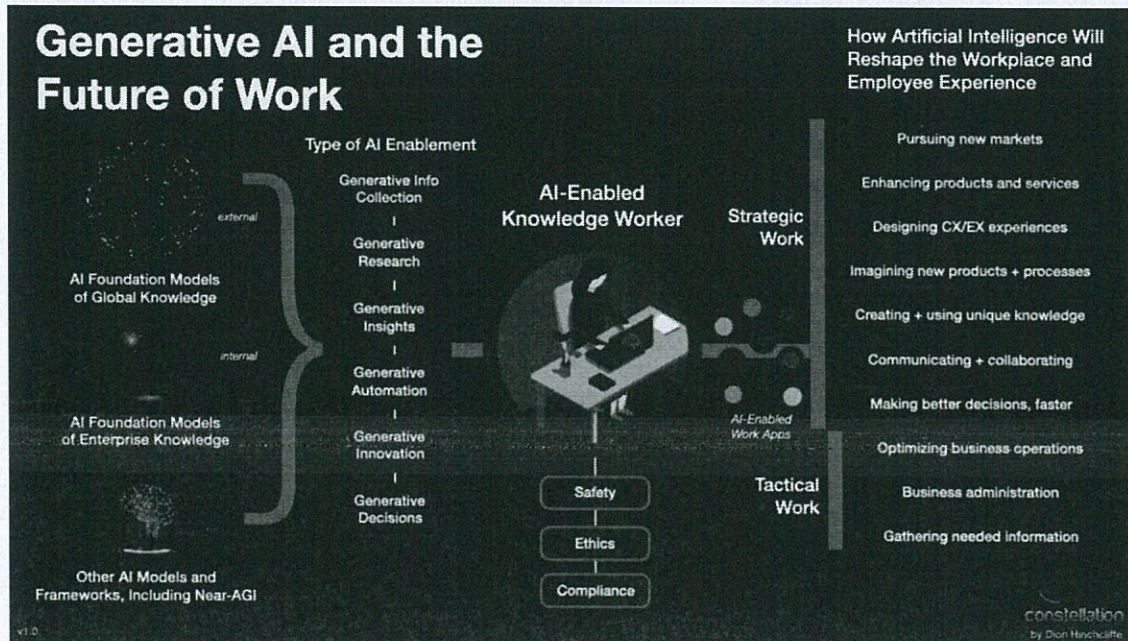 Generative AI and the
Future of Work
How Artificial Intelligence Will
Reshape the Workplace and
Employee Experience
Type of AI Enablement
external
AI Foundation Models
of Global Knowledge
internal
AI Foundation Models
of Enterprise Knowledge
Other AI Models and
Frameworks, Including Near-AGI
Generative Info
Collection
Generative
Research
Generative
Insights
Generative
Automation
Generative
Innovation
Generative
Decisions
AI-Enabled
Knowledge Worker
Safety
Ethics
Compliance
AI-Enabled
Work Apps
Strategic
Work
Pursuing new markets
Enhancing products and services
Designing CX/EX experiences
Imagining new products + processes
Creating + using unique knowledge
Communicating + collaborating
Making better decisions, faster
Tactical
Work
Optimizing business operations
Business administration
Gathering needed information
v1.0
constellation
by Dion Hinchcliffe